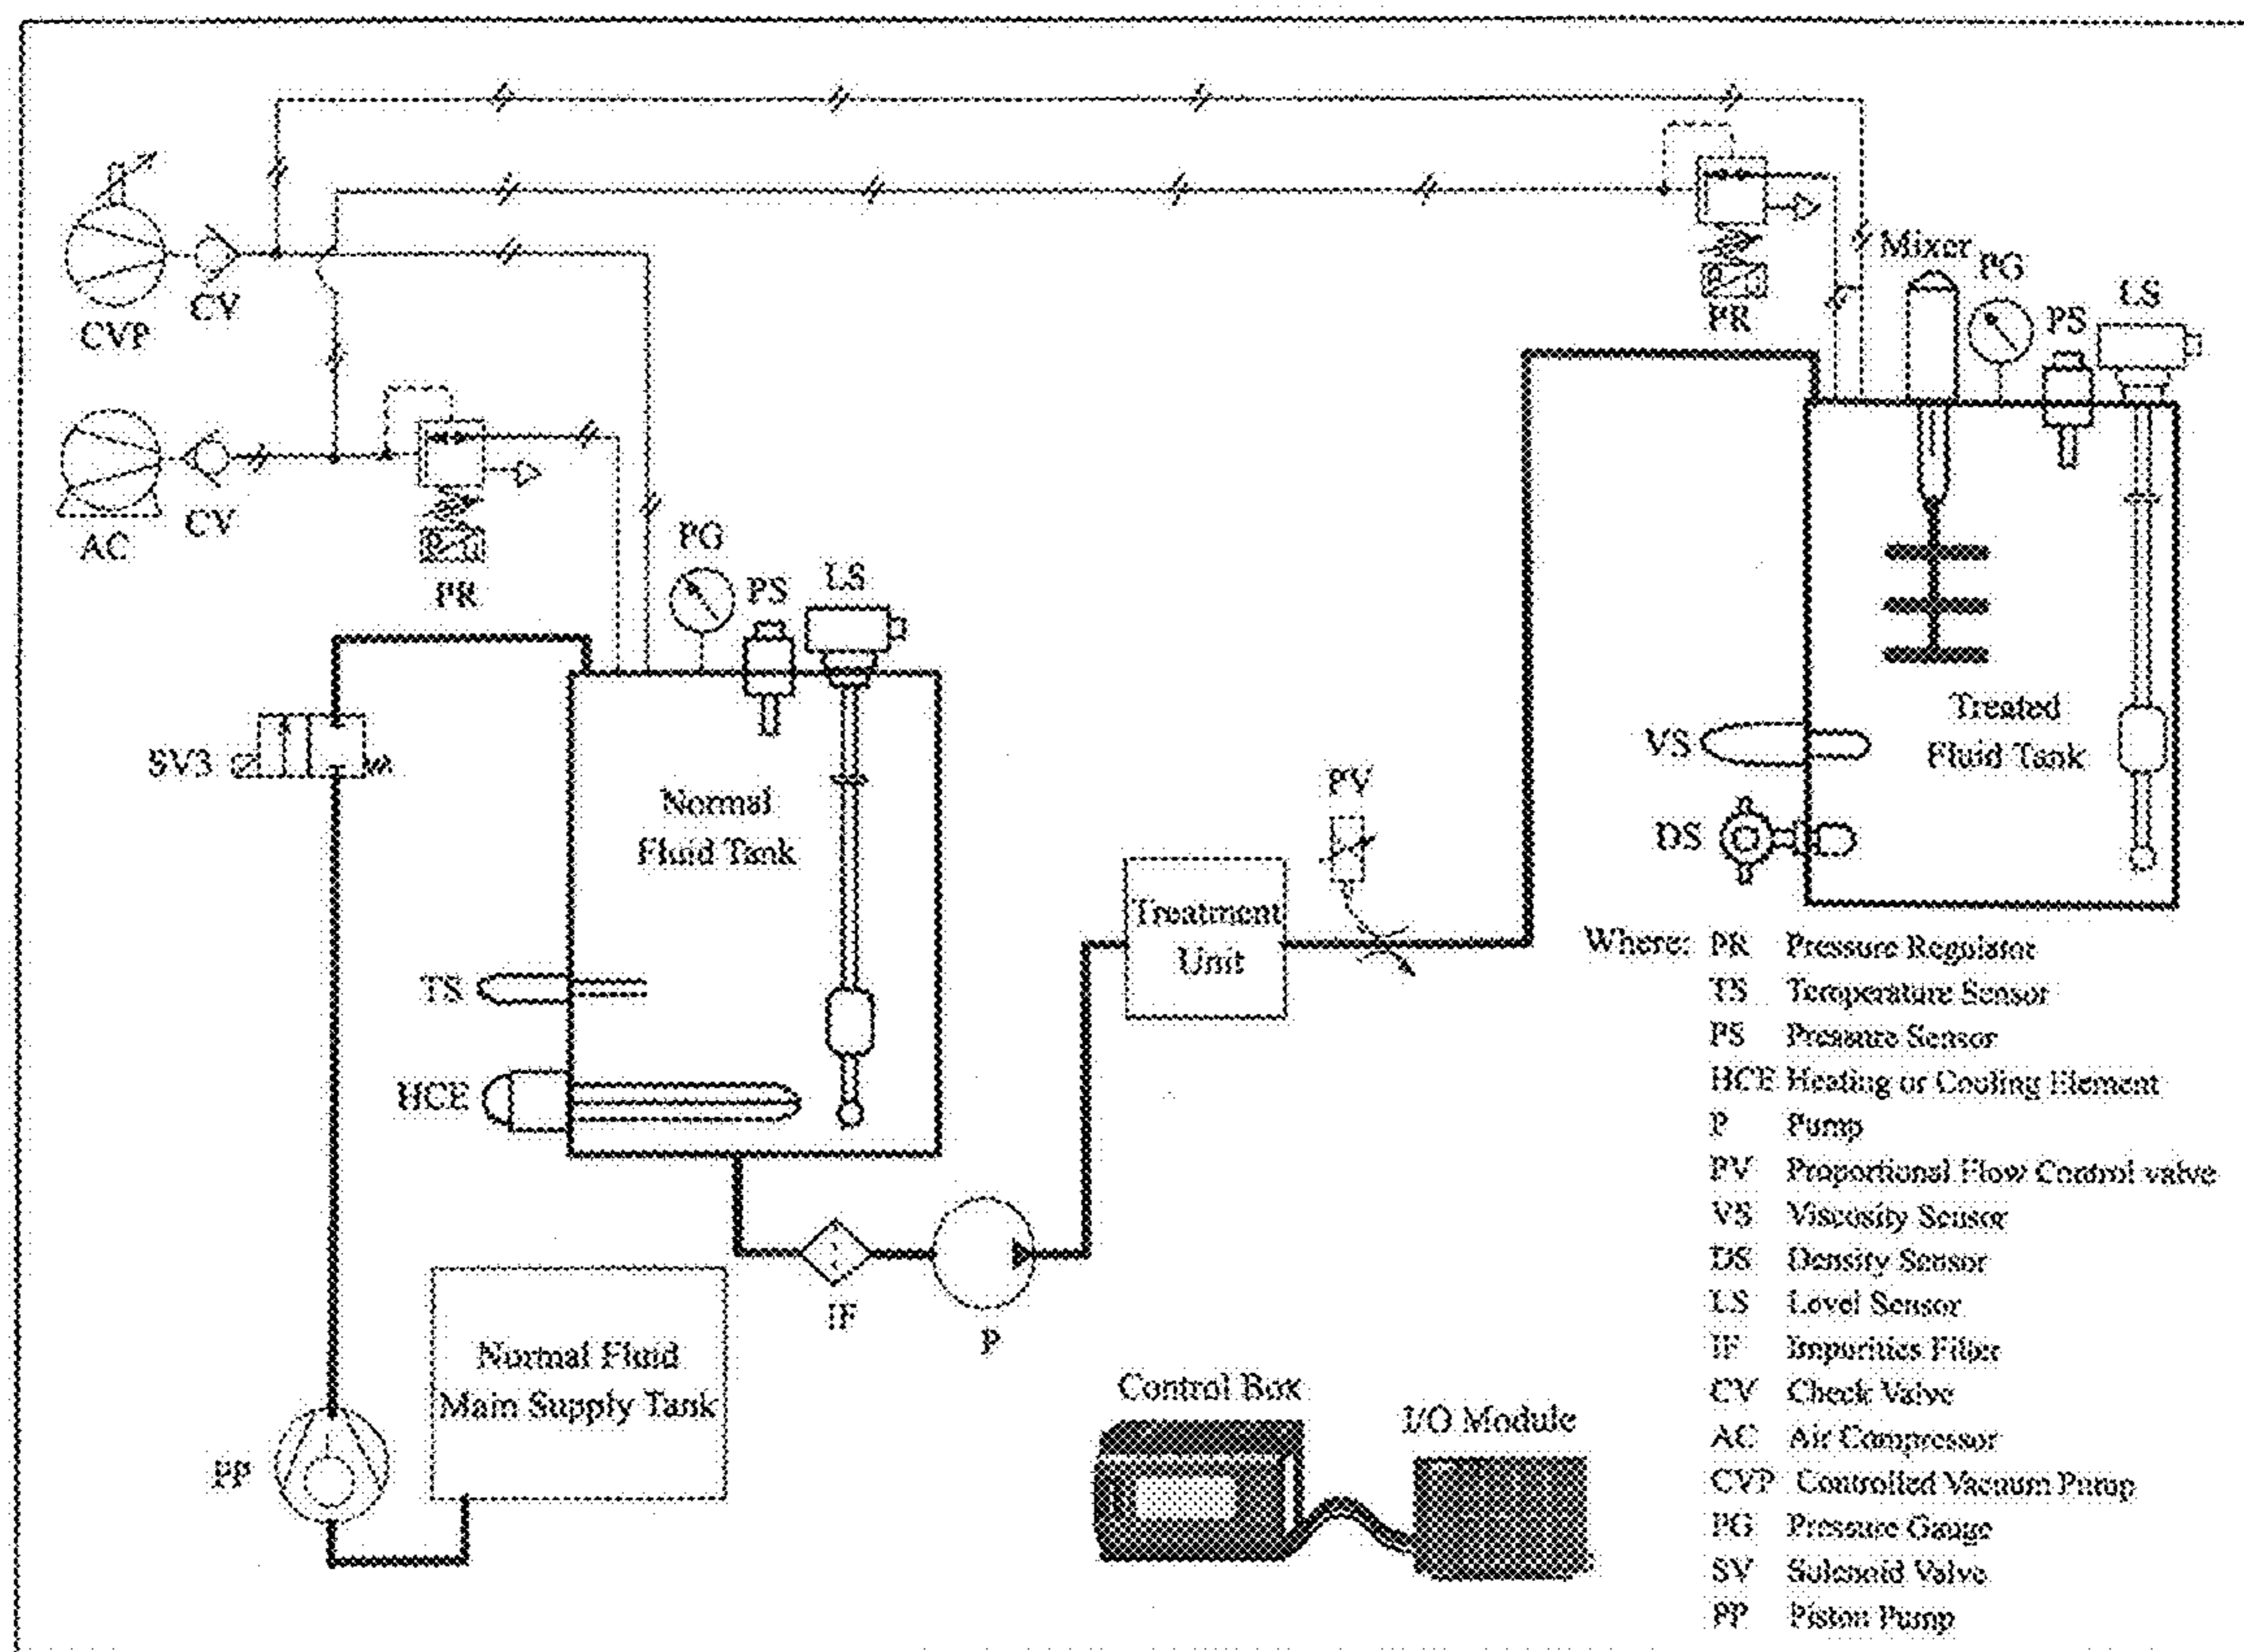 Mixer
PG
LS
PS
PR
CV
CVP
CV
AC
PR
PG
PS
LS
SV3
Normal
Fluid Tank
Treated
Fluid Tank
VS
DS
PV
Treatment
Unit
TS
HCE
IF
P
Normal Fluid
Main Supply Tank
PP
Control Box
I/O Module
Where: PR Pressure Regulator
TS Temperature Sensor
PS Pressure Sensor
HCE Heating or Cooling Element
P Pump
PV Proportional Flow Control valve
VS Viscosity Sensor
DS Density Sensor
LS Level Sensor
IF Impurities Filter
CV Check Valve
AC Air Compressor
CVP Controlled Vacuum Pump
PG Pressure Gauge
SV Solenoid Valve
PP Piston Pump